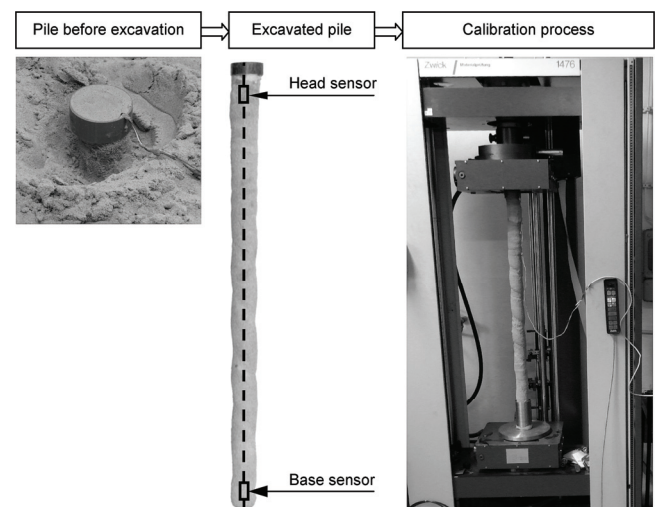 Pile before excavation
Excavated pile
Calibration process
Head sensor
Base sensor
Zwick
1476